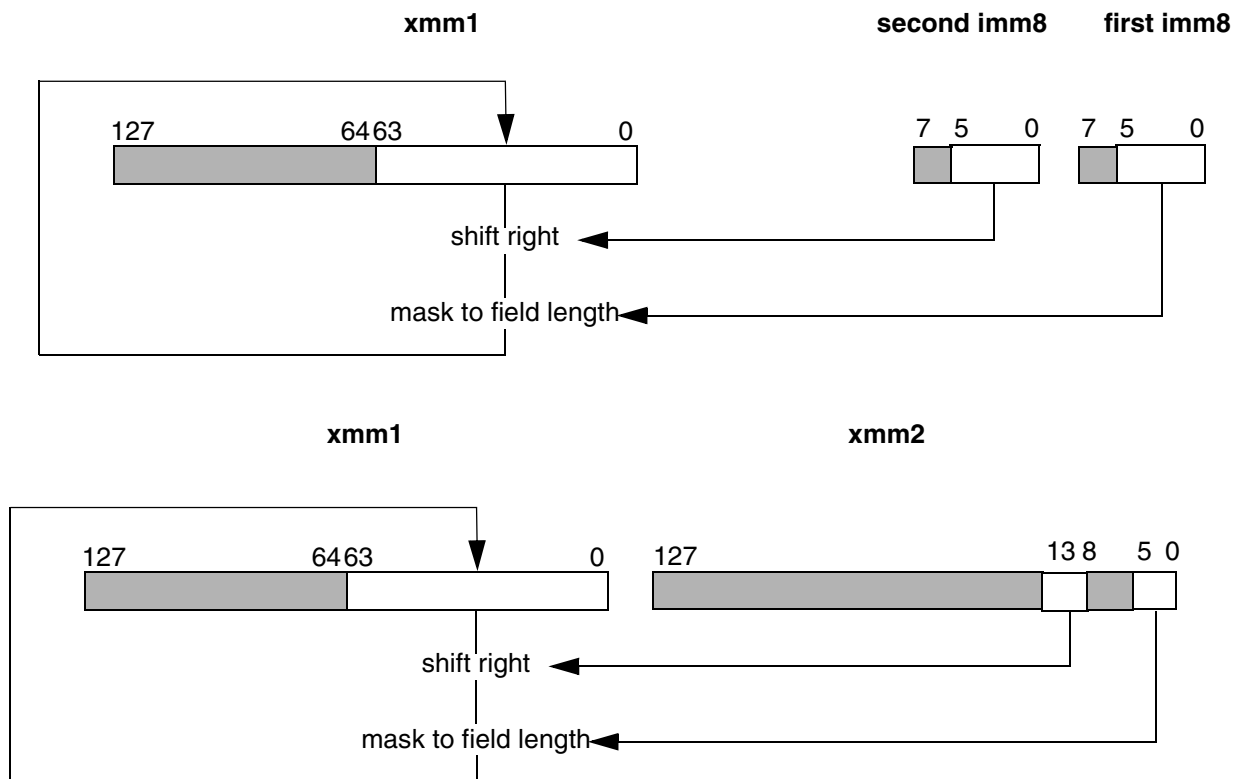 xmm1 second imm8 first imm8
127 64 63 0 7 5 0 7 5 0
shift right
mask to field length
xmm1 xmm2
127 64 63 0 127 13 8 5 0
shift right
mask to field length